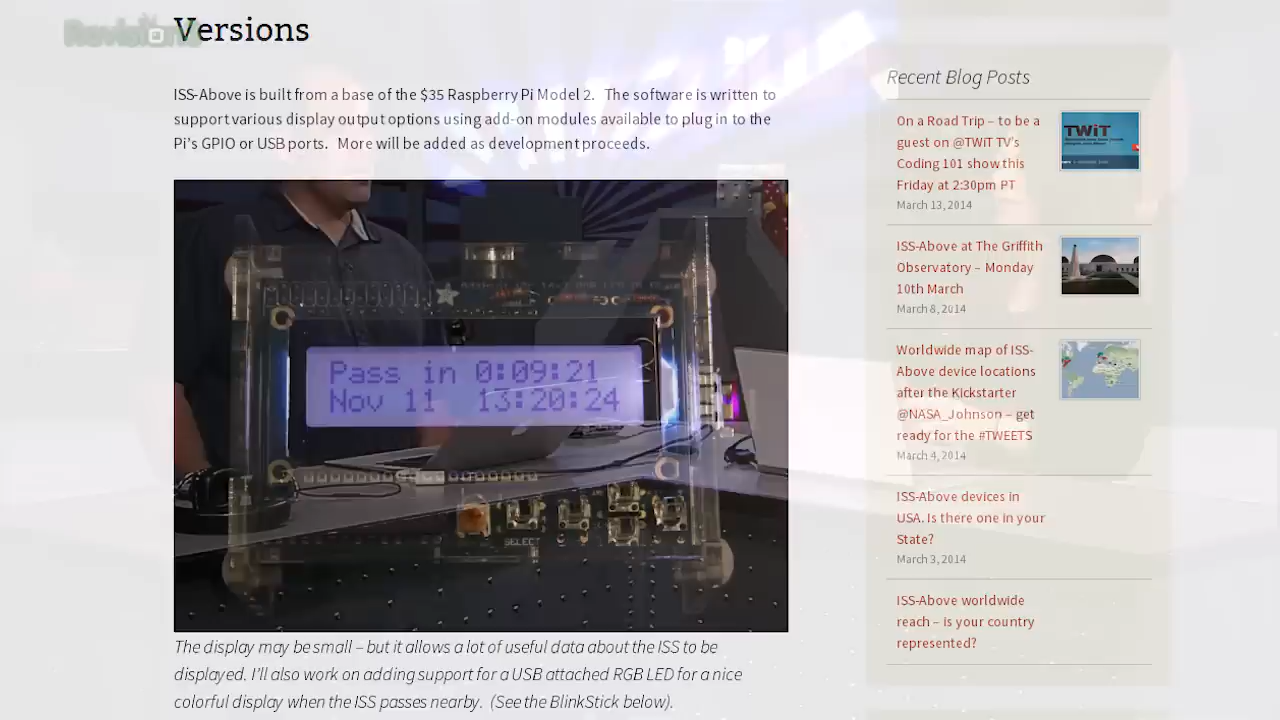 Revision3
Versions
ISS-Above is built from a base of the $35 Raspberry Pi Model 2. The software is written to
support various display output options using add-on modules available to plug in to the
Pi's GPIO or USB ports. More will be added as development proceeds.
Pass in 0:09:21
Nov 11 13:20:24
SELECT
The display may be small – but it allows a lot of useful data about the ISS to be
displayed. I'll also work on adding support for a USB attached RGB LED for a nice
colorful display when the ISS passes nearby. (See the BlinkStick below).
Recent Blog Posts
On a Road Trip – to be a
guest on @TWiT TV's
Coding 101 show this
Friday at 2:30pm PT
March 13, 2014
TWiT
ISS-Above at The Griffith
Observatory – Monday
10th March
March 8, 2014
Worldwide map of ISS-
Above device locations
after the Kickstarter
@NASA_Johnson – get
ready for the #TWEETS
March 4, 2014
ISS-Above devices in
USA. Is there one in your
State?
March 3, 2014
ISS-Above worldwide
reach – is your country
represented?